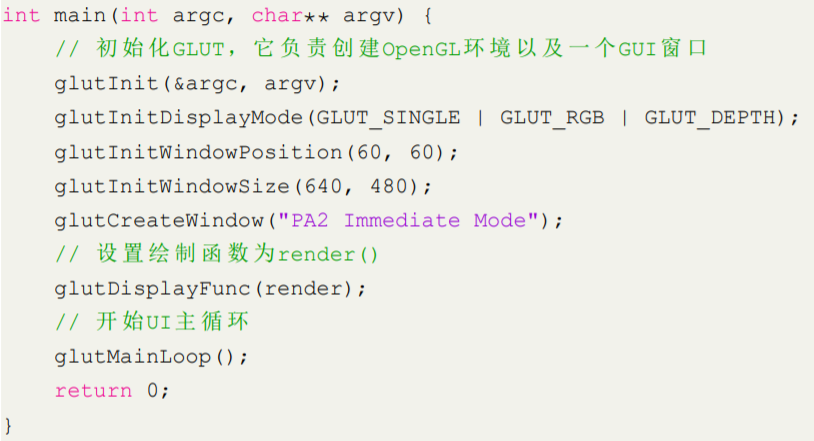 int main(int argc, char** argv) {
    // 初始化GLUT，它负责创建OpenGL环境以及一个GUI窗口
    glutInit(&argc, argv);
    glutInitDisplayMode(GLUT_SINGLE | GLUT_RGB | GLUT_DEPTH);
    glutInitWindowPosition(60, 60);
    glutInitWindowSize(640, 480);
    glutCreateWindow("PA2 Immediate Mode");
    // 设置绘制函数为render()
    glutDisplayFunc(render);
    // 开始UI主循环
    glutMainLoop();
    return 0;
}